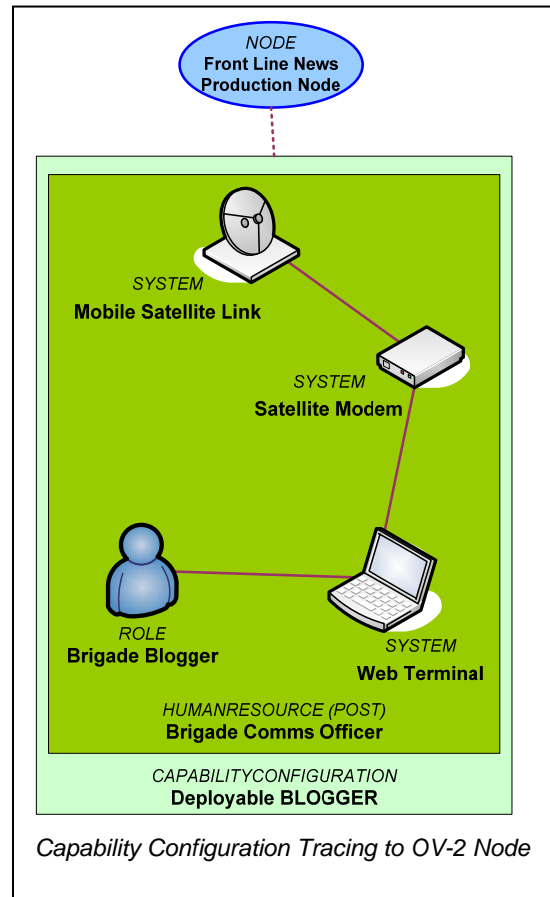 NODE
Front Line News
Production Node
SYSTEM
Mobile Satellite Link
SYSTEM
Satellite Modem
ROLE
Brigade Blogger
SYSTEM
Web Terminal
HUMANRESOURCE (POST)
Brigade Comms Officer
CAPABILITYCONFIGURATION
Deployable BLOGGER
Capability Configuration Tracing to OV-2 Node